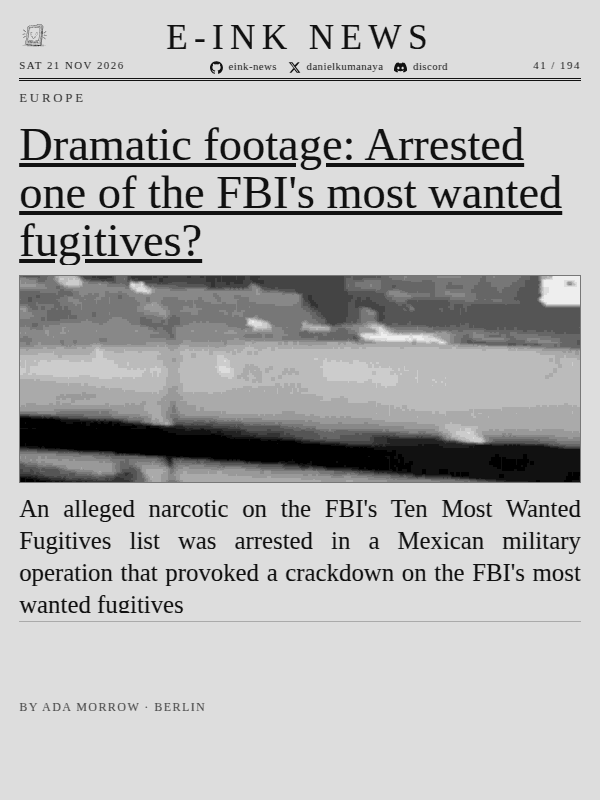 E-INK NEWS
SAT 21 NOV 2026
eink-news danielkumanaya discord
41 / 194
EUROPE
Dramatic footage: Arrested
one of the FBI's most wanted
fugitives?
An alleged narcotic on the FBI's Ten Most Wanted
Fugitives list was arrested in a Mexican military
operation that provoked a crackdown on the FBI's most
wanted fugitives
BY ADA MORROW · BERLIN